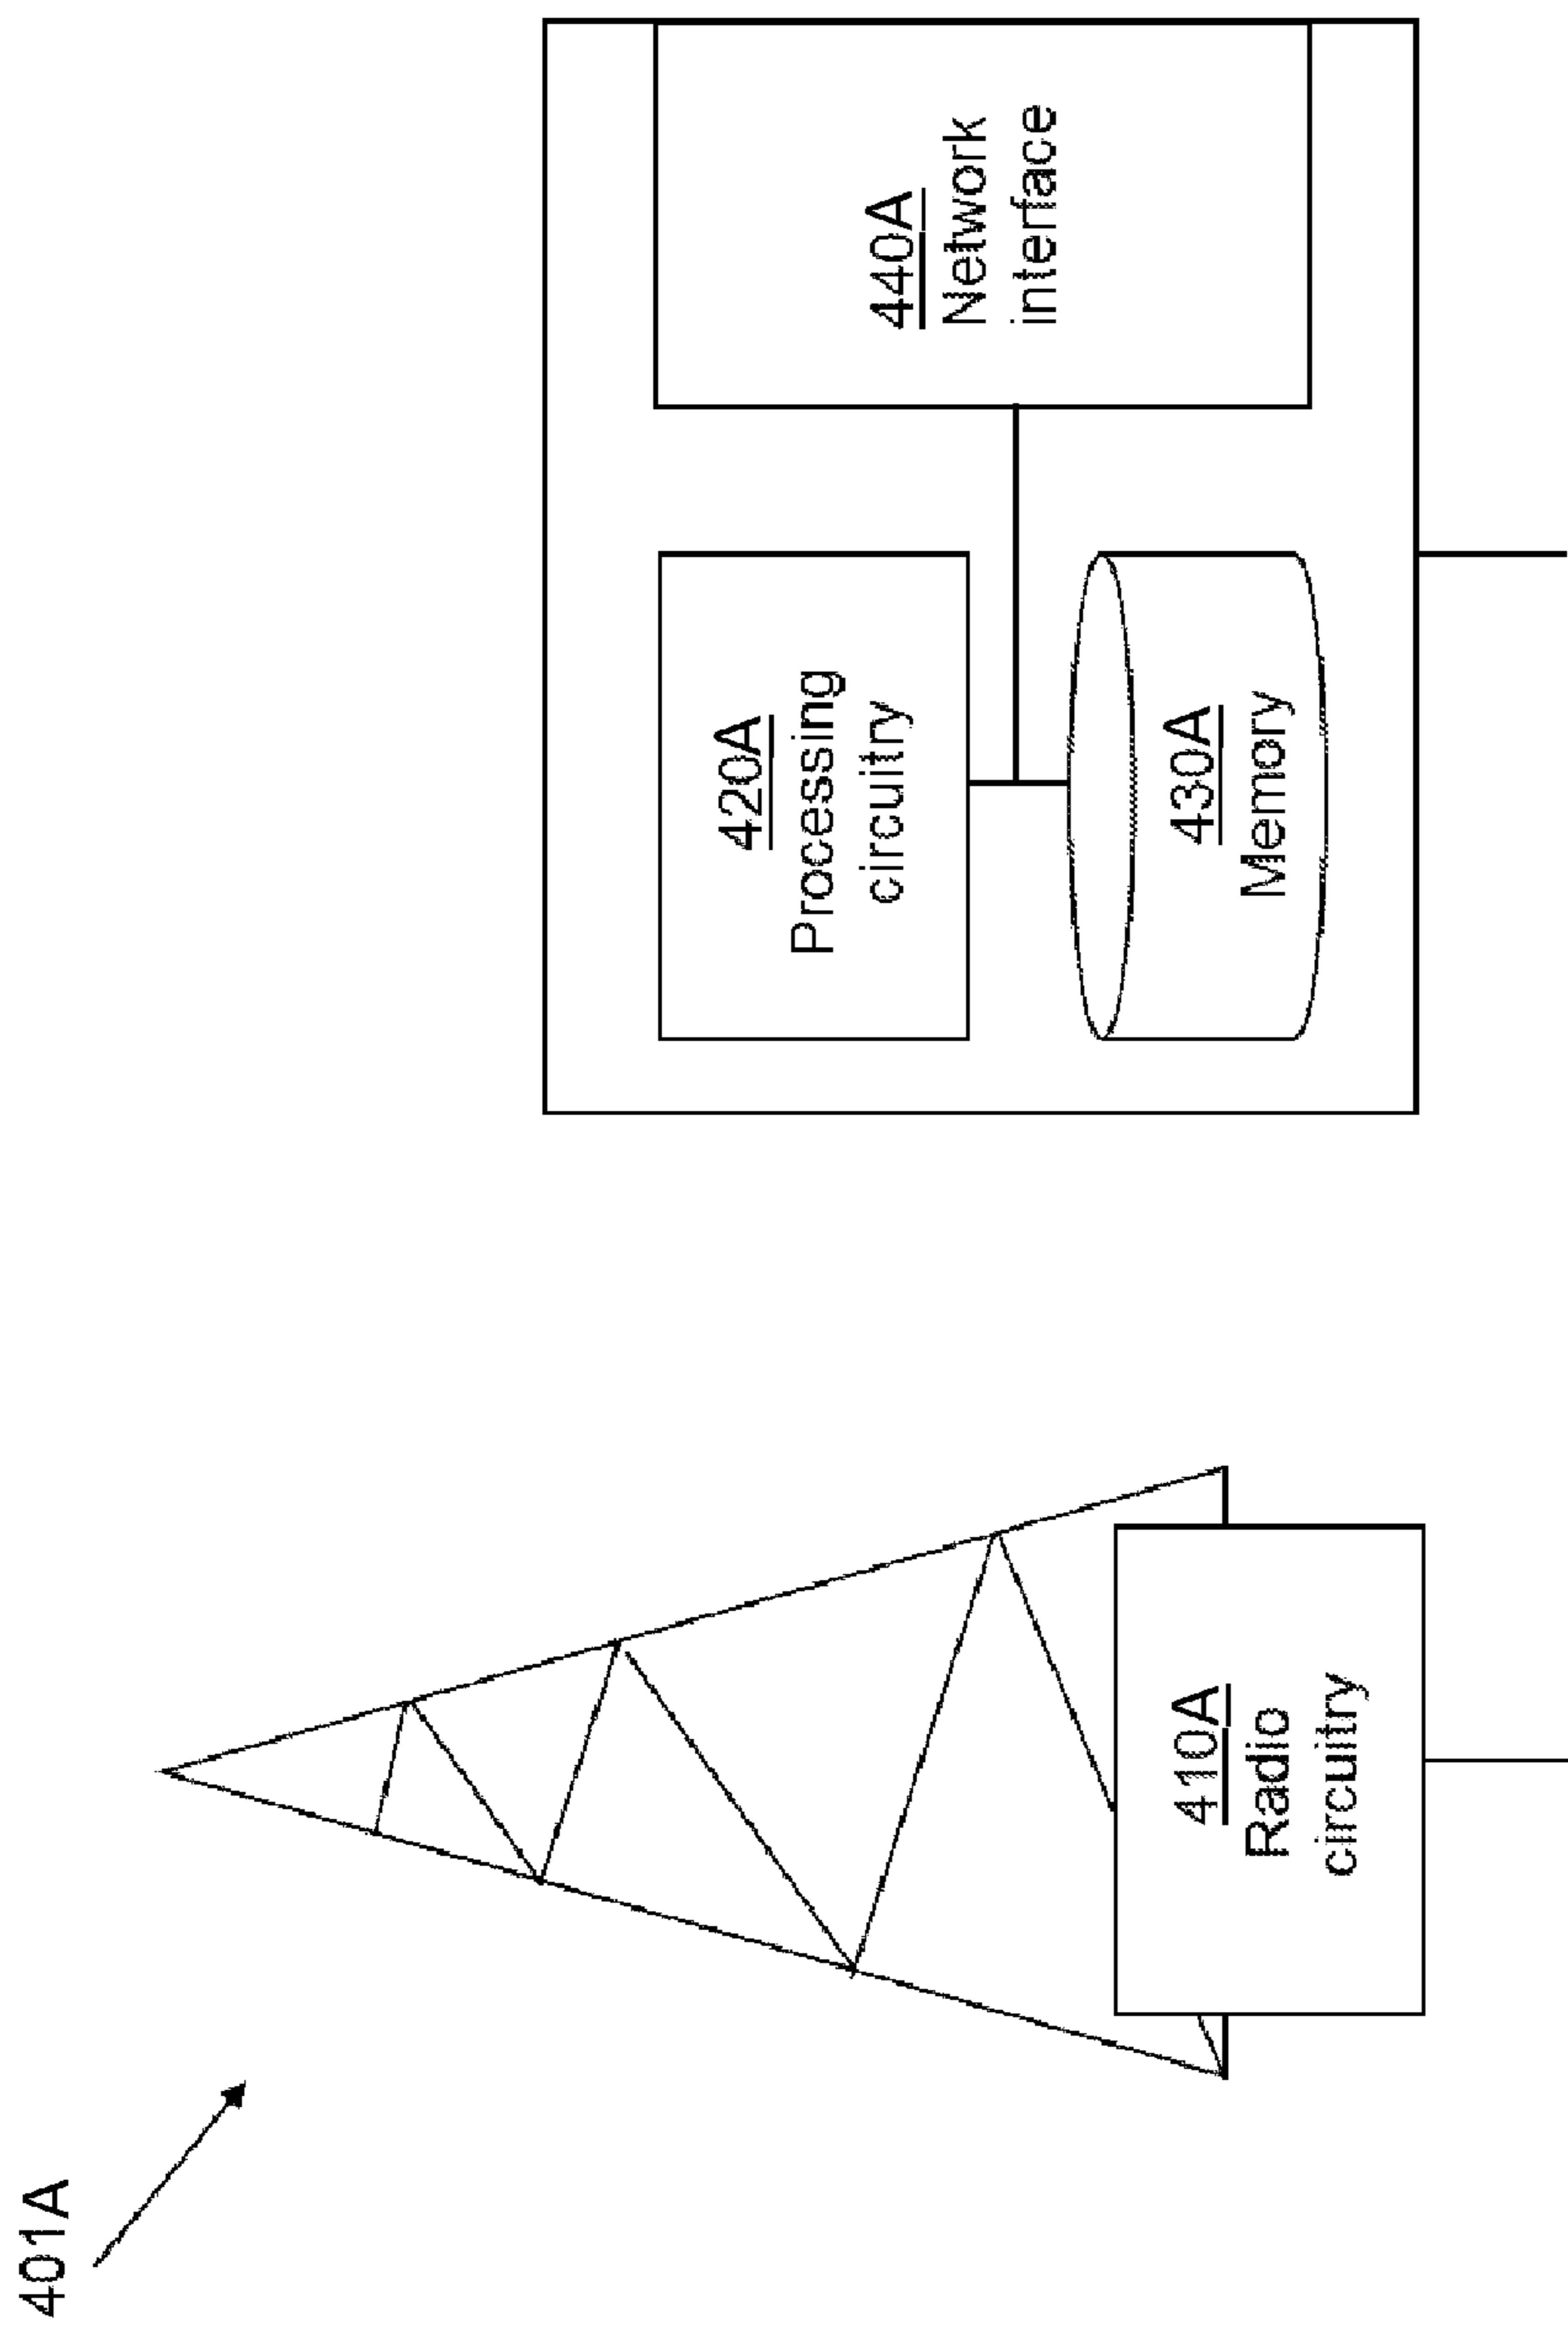 401A
410A
Radio
circuitry
420A
Processing
circuitry
430A
Memory
440A
Network
interface